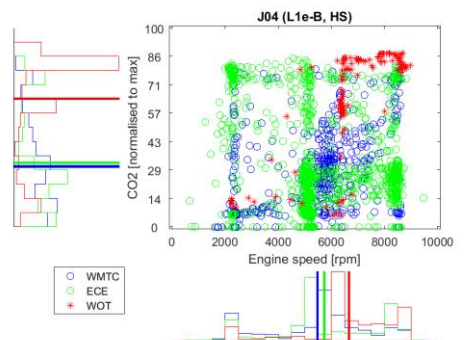 J04 (L1e-B, HS)
100
86
71
57
43
29
14
0
CO2 [normalised to max]
0
2000
4000
6000
8000
10000
Engine speed [rpm]
WMTC
ECE
WOT